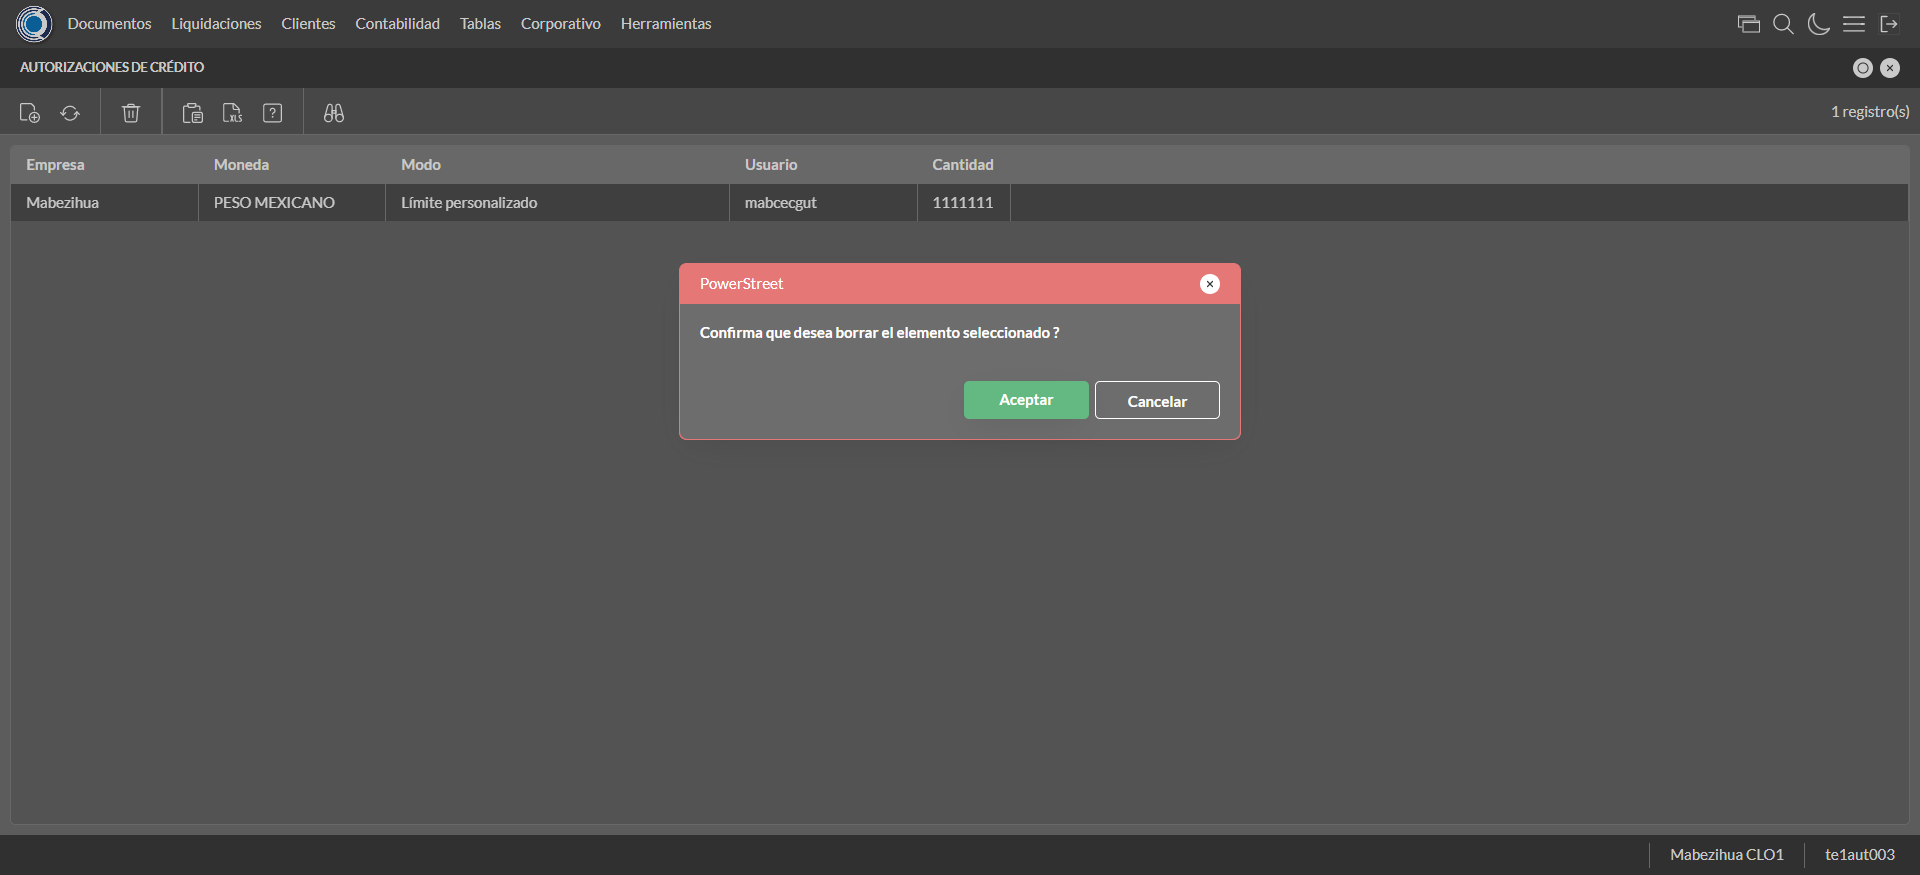 Documentos Liquidaciones Clientes Contabilidad Tablas Corporativo Herramientas
AUTORIZACIONES DE CRÉDITO
XLS ? 1 registro(s)
Empresa Moneda Modo Usuario Cantidad
Mabezihua PESO MEXICANO Límite personalizado mabcecgut 1111111
PowerStreet
Confirma que desea borrar el elemento seleccionado ?
Aceptar Cancelar
Mabezihua CLO1 te1aut003